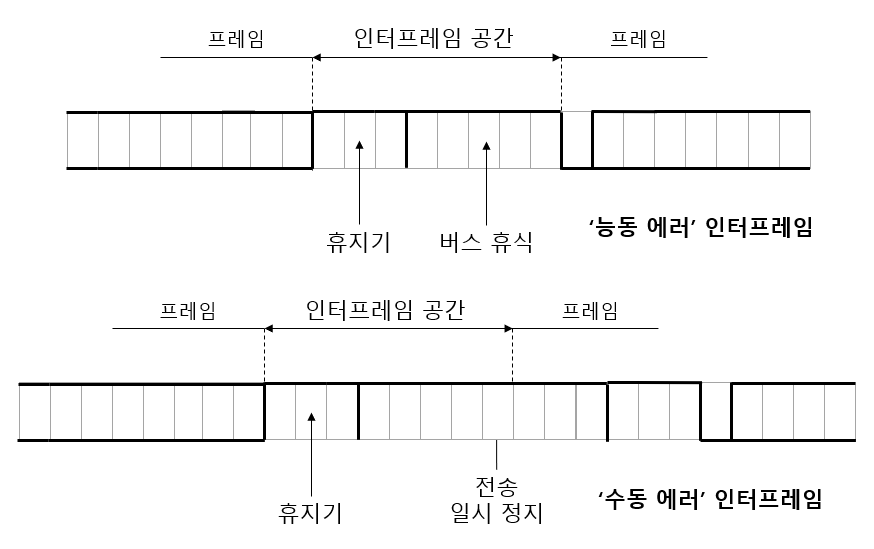 프레임
인터프레임 공간
프레임
휴지기
버스 휴식
‘능동 에러’ 인터프레임
프레임
인터프레임 공간
프레임
휴지기
전송
일시 정지
‘수동 에러’ 인터프레임